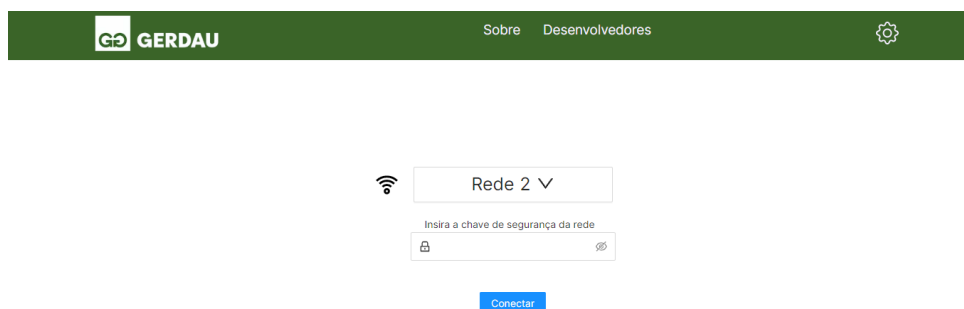 GERDAU
Sobre Desenvolvedores
Rede 2
Insira a chave de segurança da rede
Conectar